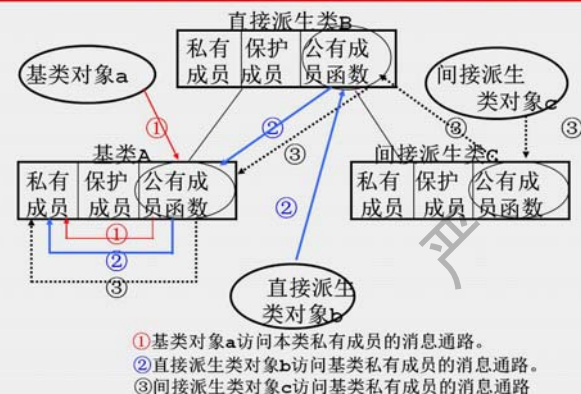 直接派生类B
私有 保护 公有成
成员 成员 员函数
基类对象a
间接派生
类对象c
①
②
③
③
③
基类A
间接派生类C
私有 保护 公有成
成员 成员 员函数
私有 保护 公有成
成员 成员 员函数
②
①
②
③
严
直接派生
类对象b
①基类对象a访问本类私有成员的消息通路。
②直接派生类对象b访问基类私有成员的消息通路。
③间接派生类对象c访问基类私有成员的消息通路